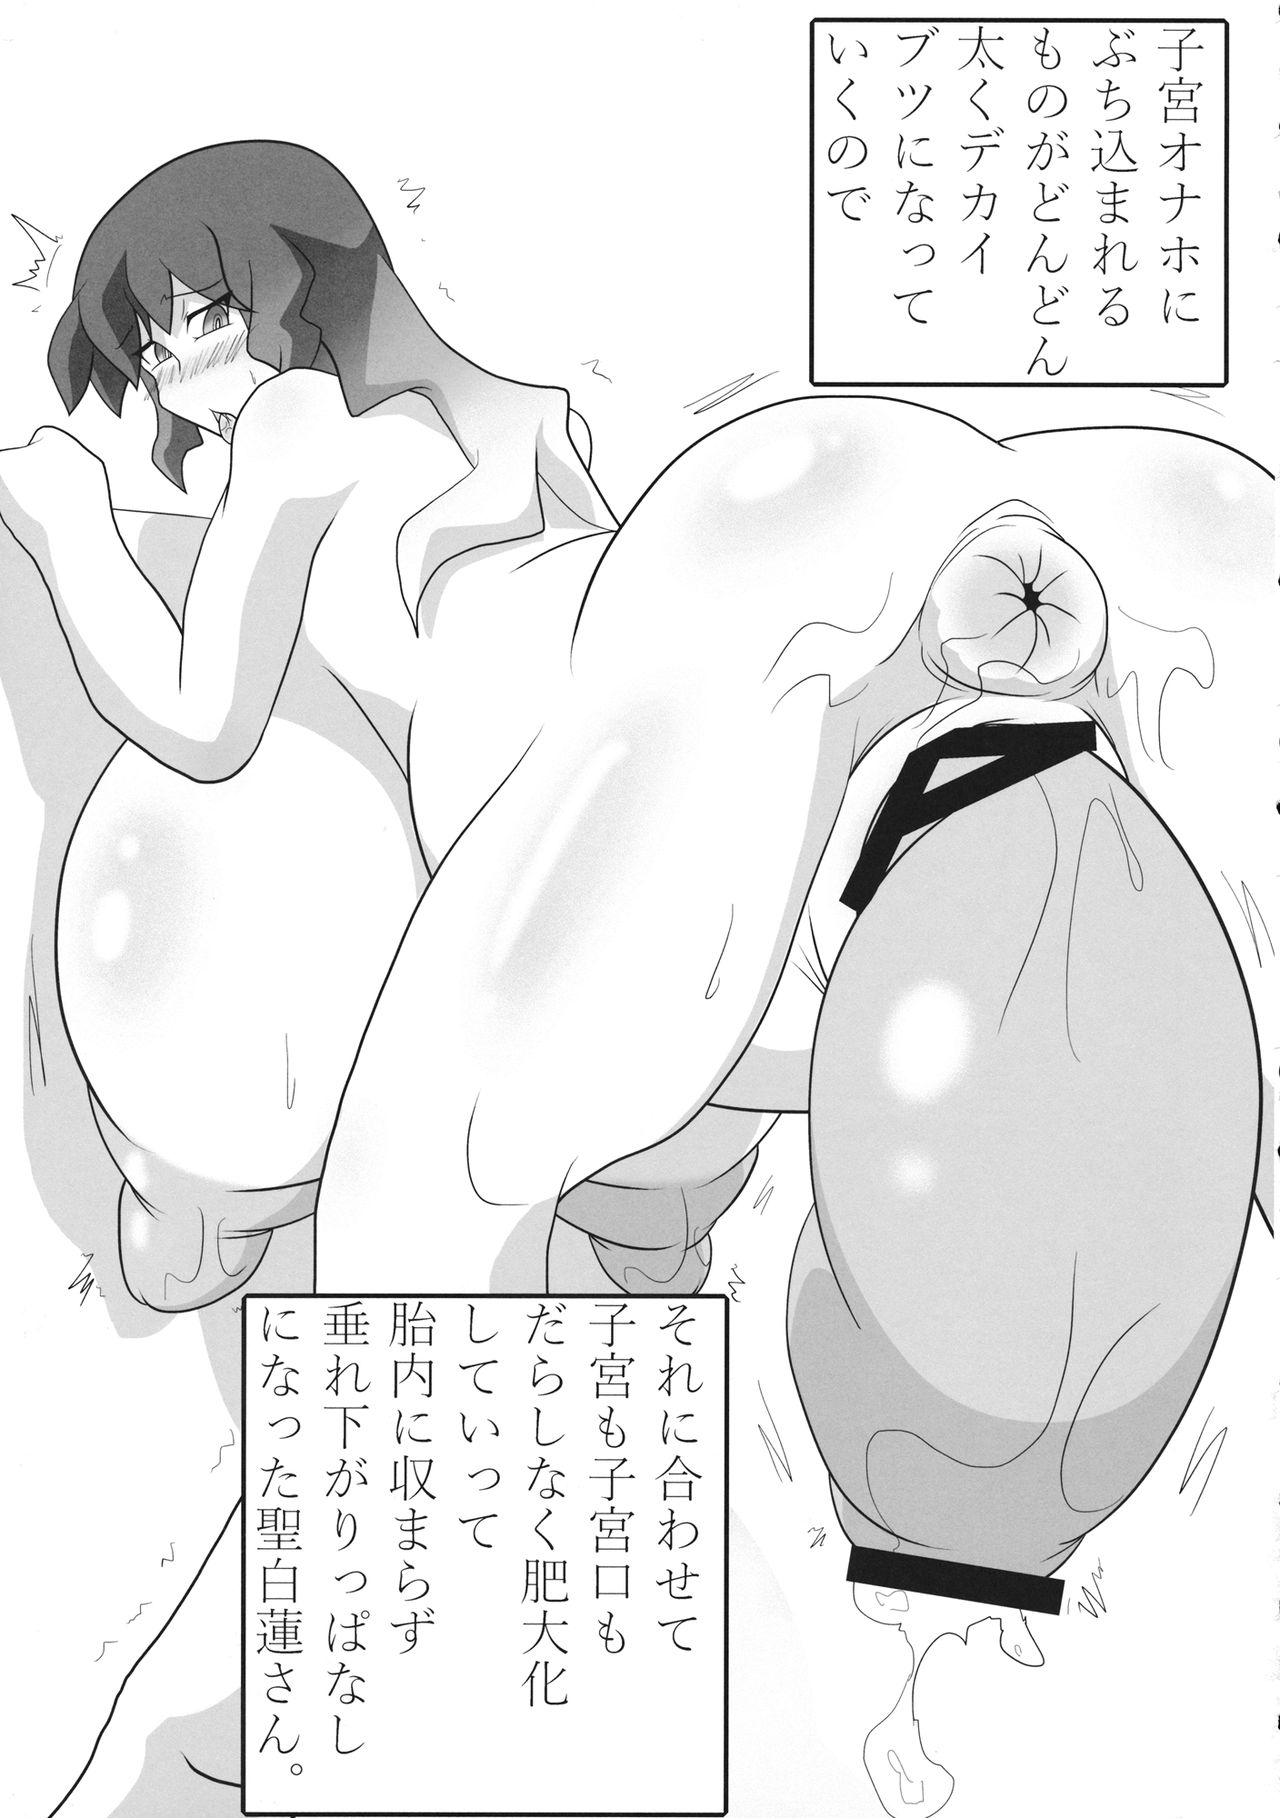 子宮オナホに
ぶち込まれる
ものがどんどん
太くデカイ
ブツになって
いくので
それに合わせて
子宮も子宮口も
だらしなく肥大化
していって
胎内に収まらず
垂れ下がりっぱなし
になった聖白蓮さん。